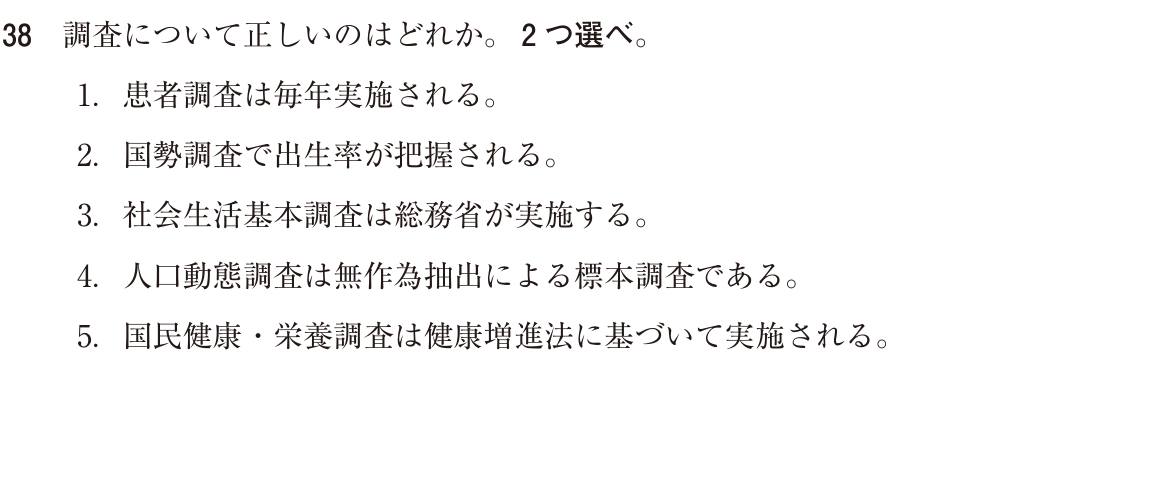 38 調査について正しいのはどれか。2つ選べ。
1. 患者調査は毎年実施される。
2. 国勢調査で出生率が把握される。
3. 社会生活基本調査は総務省が実施する。
4. 人口動態調査は無作為抽出による標本調査である。
5. 国民健康・栄養調査は健康増進法に基づいて実施される。